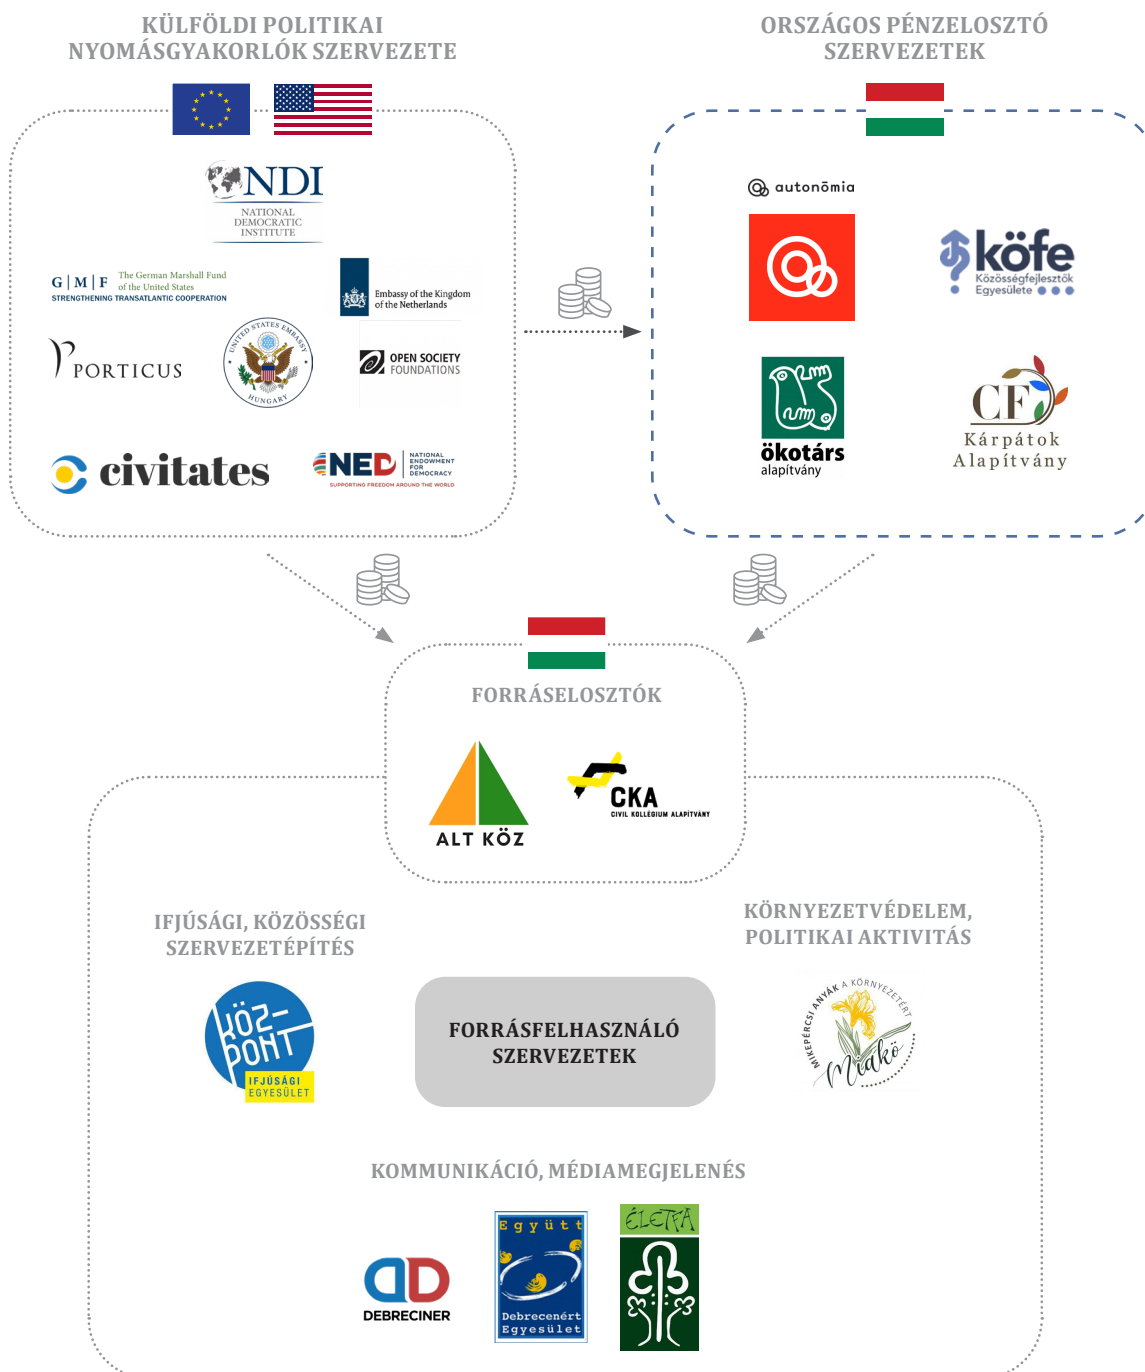 KÜLFÖLDI POLITIKAI
NYOMÁSGYAKORLÓK SZERVEZETE
ORSZÁGOS PÉNZELOSZTÓ
SZERVEZETEK
NDI
NATIONAL
DEMOCRATIC
INSTITUTE
G|M|F The German Marshall Fund
of the United States
STRENGTHENING TRANSATLANTIC COOPERATION
Embassy of the Kingdom
of the Netherlands
PORTICUS
UNITED STATES EMBASSY
HUNGARY
OPEN SOCIETY
FOUNDATIONS
civitates
NED NATIONAL
ENDOWMENT
FOR
DEMOCRACY
SUPPORTING FREEDOM AROUND THE WORLD
autonōmia
köfe
Közösségfejlesztők
Egyesülete
ökotárs
alapítvány
CF
Kárpátok
Alapítvány
FORRÁSELOSZTÓK
ALT KÖZ
CKA
CIVIL KOLLÉGIUM ALAPÍTVÁNY
IFJÚSÁGI, KÖZÖSSÉGI
SZERVEZETÉPÍTÉS
KÖZ-
PONT
IFJÚSÁGI
EGYESÜLET
FORRÁSFELHASZNÁLÓ
SZERVEZETEK
KÖRNYEZETVÉDELEM,
POLITIKAI AKTIVITÁS
MIKEPÉRCSI ANYÁK A KÖRNYEZETÉRT
Miakö
KOMMUNIKÁCIÓ, MÉDIAMEGJELENÉS
DEBRECINER
Együtt
Debrecenért
Egyesület
ÉLETFA